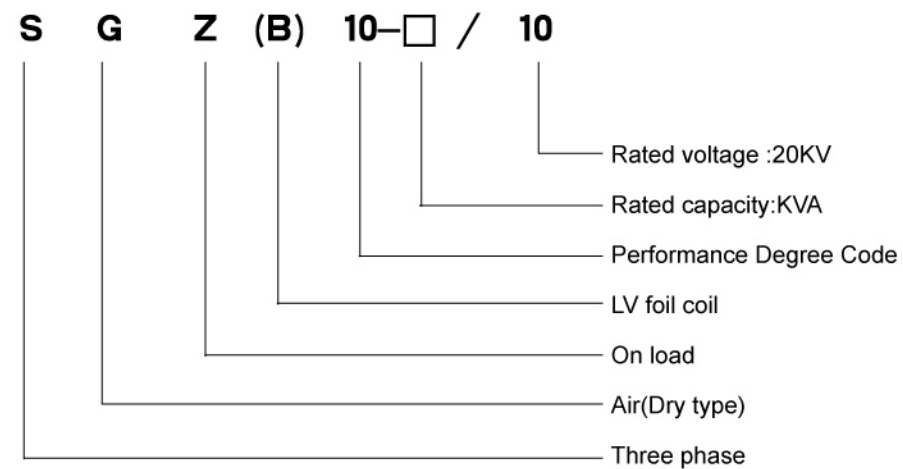 S G Z (B) 10-□ / 10
Rated voltage :20KV
Rated capacity:KVA
Performance Degree Code
LV foil coil
On load
Air(Dry type)
Three phase